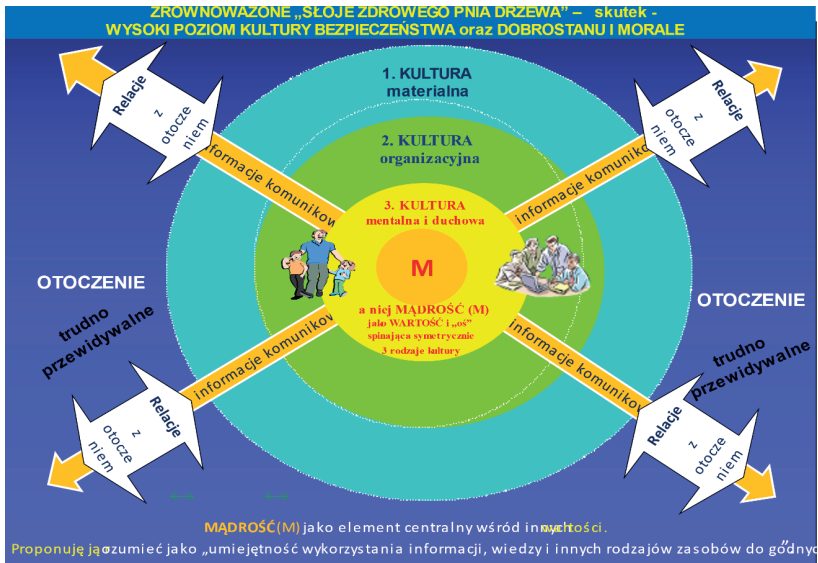 ZRÓWNOWAŻONE „SŁOJE ZDROWEGO PNIA DRZEWA” – skutek -
WYSOKI POZIOM KULTURY BEZPIECZEŃSTWA oraz DOBROSTANU I MORALE
1. KULTURA
materialna
2. KULTURA
organizacyjna
3. KULTURA
mentalna i duchowa
M
a niej MĄDROŚĆ (M)
jako WARTOŚĆ i „oś”
spinająca symetrycznie
3 rodzaje kultury
Relacje
z
otocze
niem
informacje komunikow
Relacje
z
otocze
niem
informacje komunikow
OTOCZENIE
trudno
przewidywalne
OTOCZENIE
trudno
przewidywalne
informacje komunikow
Relacje
z
otocze
niem
informacje komunikow
Relacje
z
otocze
niem
MĄDROŚĆ (M) jako element centralny wśród innych wartości.
Proponuję ją rozumieć jako „umiejętność wykorzystania informacji, wiedzy i innych rodzajów zasobów do godnyc